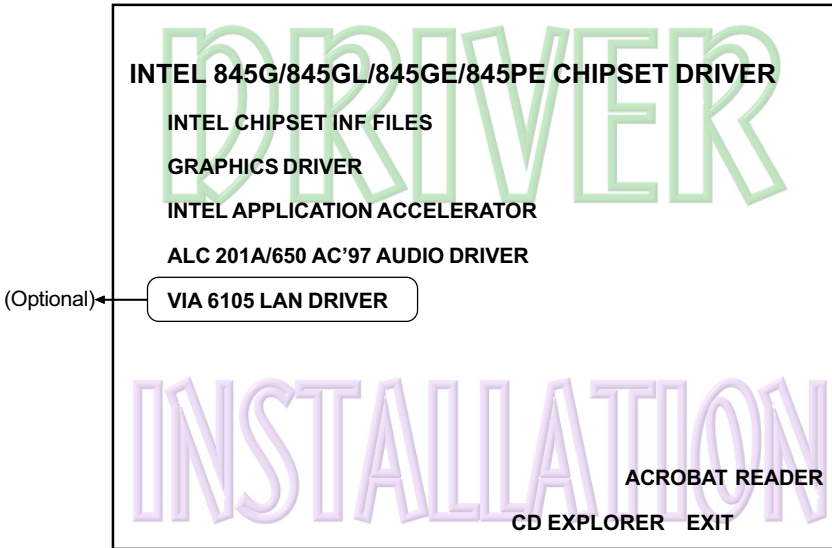 DRIVER
INTEL 845G/845GL/845GE/845PE CHIPSET DRIVER
INTEL CHIPSET INF FILES
GRAPHICS DRIVER
INTEL APPLICATION ACCELERATOR
ALC 201A/650 AC’97 AUDIO DRIVER
(Optional) VIA 6105 LAN DRIVER
INSTALLATION
ACROBAT READER
CD EXPLORER EXIT